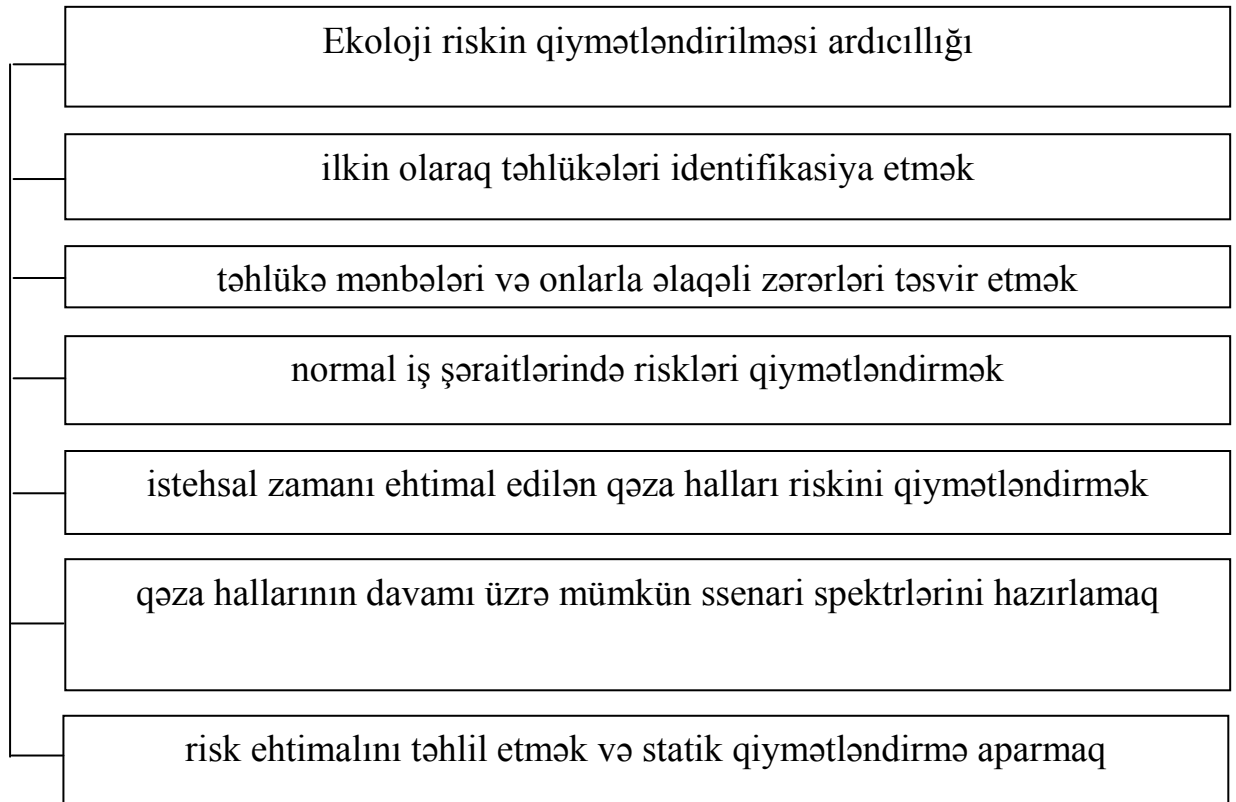 Ekoloji riskin qiymətləndirilməsi ardıcıllığı
ilkin olaraq təhlükələri identifikasiya etmək
təhlükə mənbələri və onlarla əlaqəli zərərləri təsvir etmək
normal iş şəraitlərində riskləri qiymətləndirmək
istehsal zamanı ehtimal edilən qəza halları riskini qiymətləndirmək
qəza hallarının davamı üzrə mümkün ssenari spektrlərini hazırlamaq
risk ehtimalını təhlil etmək və statik qiymətləndirmə aparmaq